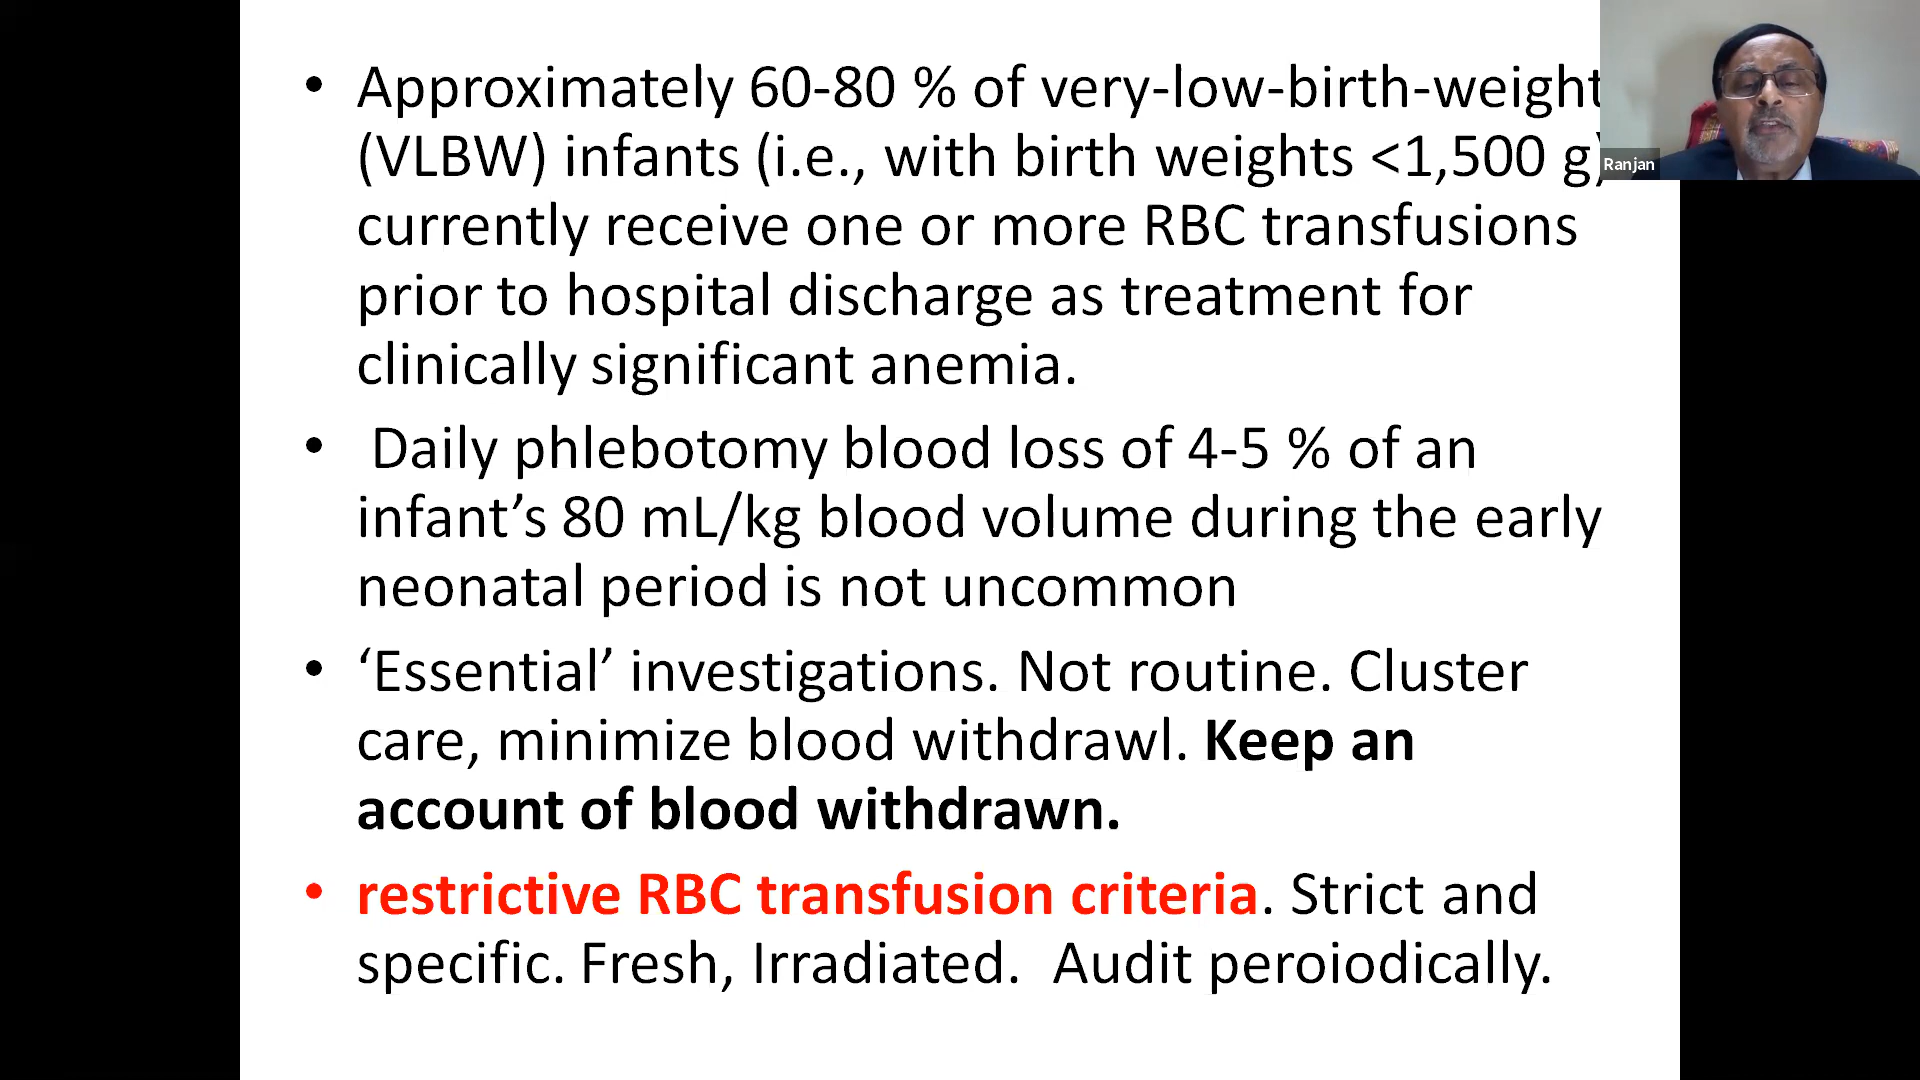 • Approximately 60-80 % of very-low-birth-weight
(VLBW) infants (i.e., with birth weights <1,500 g)
currently receive one or more RBC transfusions
prior to hospital discharge as treatment for
clinically significant anemia.
• Daily phlebotomy blood loss of 4-5 % of an
infant’s 80 mL/kg blood volume during the early
neonatal period is not uncommon
• ‘Essential’ investigations. Not routine. Cluster
care, minimize blood withdrawl. Keep an
account of blood withdrawn.
• restrictive RBC transfusion criteria. Strict and
specific. Fresh, Irradiated.  Audit peroiodically.
Ranjan